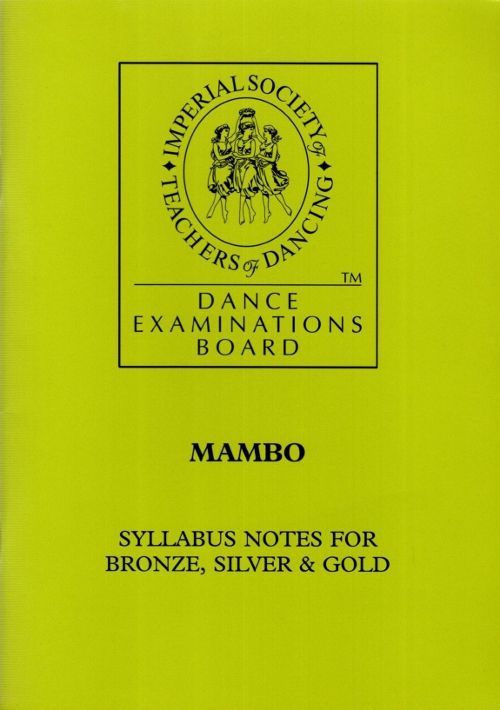 IMPERIAL SOCIETY of
TEACHERS of DANCING
TM
DANCE
EXAMINATIONS
BOARD
MAMBO
SYLLABUS NOTES FOR
BRONZE, SILVER & GOLD